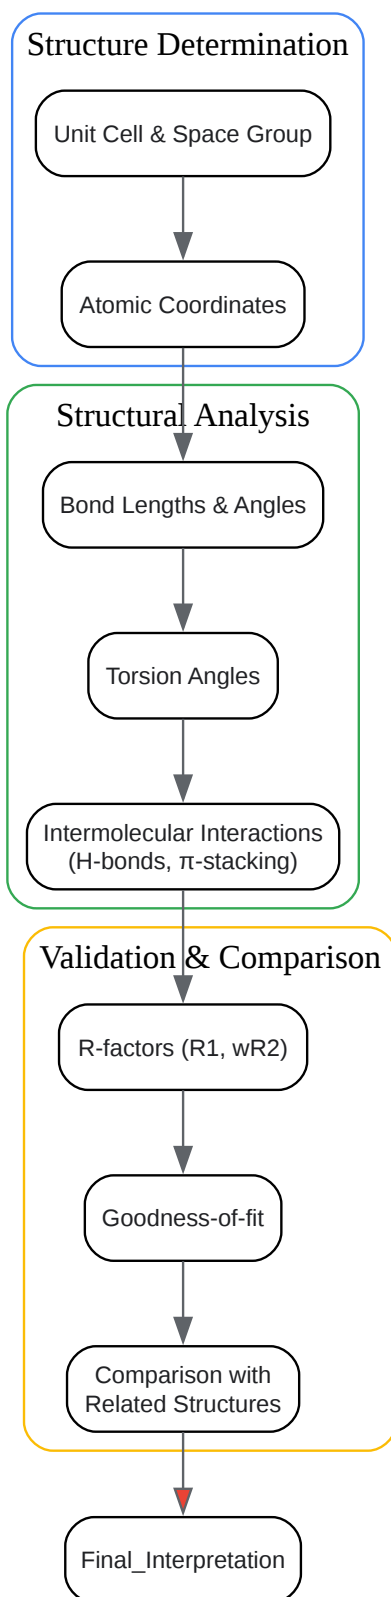 Structure Determination
Unit Cell & Space Group
Atomic Coordinates
Structural Analysis
Bond Lengths & Angles
Torsion Angles
Intermolecular Interactions
(H-bonds, π-stacking)
Validation & Comparison
R-factors (R1, wR2)
Goodness-of-fit
Comparison with
Related Structures
Final_Interpretation